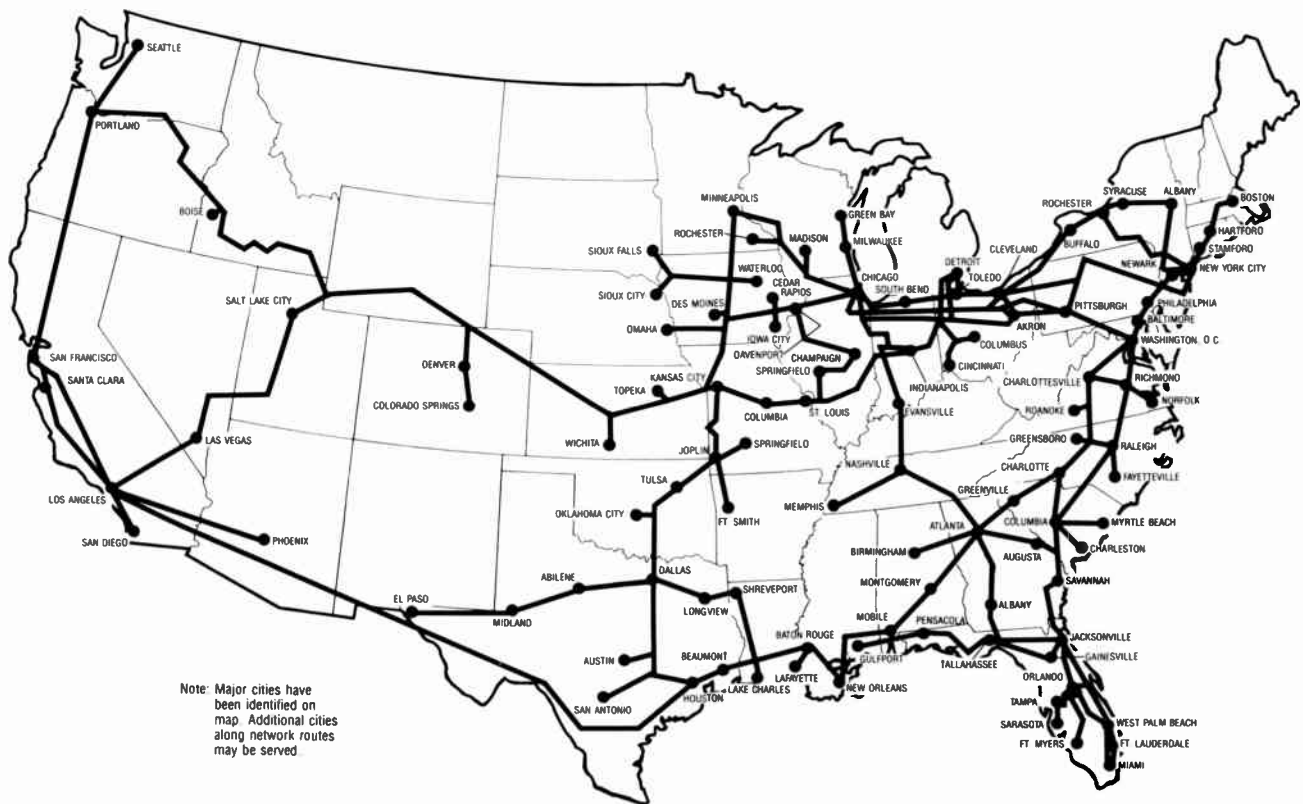 SEATTLE
PORTLAND
BOISE
SALT LAKE CITY
SAN FRANCISCO
SANTA CLARA
LAS VEGAS
LOS ANGELES
SAN DIEGO
PHOENIX
DENVER
COLORADO SPRINGS
MINNEAPOLIS
ROCHESTER
SIOUX FALLS
SIOUX CITY
WATERLOO
CEDAR
RAPIDS
DES MOINES
OMAHA
IOWA CITY
DAVENPORT
MADISON
GREEN BAY
MILWAUKEE
CHICAGO
SOUTH BEND
DETROIT
TOLEDO
CLEVELAND
AKRON
COLUMBUS
CINCINNATI
INDIANAPOLIS
CHAMPAIGN
SPRINGFIELD
KANSAS CITY
TOPEKA
WICHITA
COLUMBIA
ST. LOUIS
EVANSVILLE
JOPLIN
SPRINGFIELD
TULSA
OKLAHOMA CITY
FT SMITH
NASHVILLE
MEMPHIS
ROCHESTER
SYRACUSE
ALBANY
BUFFALO
BOSTON
HARTFORD
STAMFORD
NEWARK
NEW YORK CITY
PITTSBURGH
PHILADELPHIA
BALTIMORE
WASHINGTON, D C
CHARLOTTESVILLE
RICHMOND
ROANOKE
NORFOLK
GREENSBORO
RALEIGH
FAYETTEVILLE
CHARLOTTE
GREENVILLE
COLUMBIA
MYRTLE BEACH
CHARLESTON
ATLANTA
AUGUSTA
BIRMINGHAM
SAVANNAH
MONTGOMERY
ALBANY
MOBILE
PENSACOLA
JACKSONVILLE
GAINESVILLE
TALLAHASSEE
GULFPORT
ORLANDO
TAMPA
SARASOTA
FT MYERS
WEST PALM BEACH
FT LAUDERDALE
MIAMI
DALLAS
ABILENE
EL PASO
MIDLAND
LONGVIEW
SHREVEPORT
AUSTIN
SAN ANTONIO
BEAUMONT
HOUSTON
BATON ROUGE
LAFAYETTE
LAKE CHARLES
NEW ORLEANS
Note: Major cities have
been identified on
map. Additional cities
along network routes
may be served.